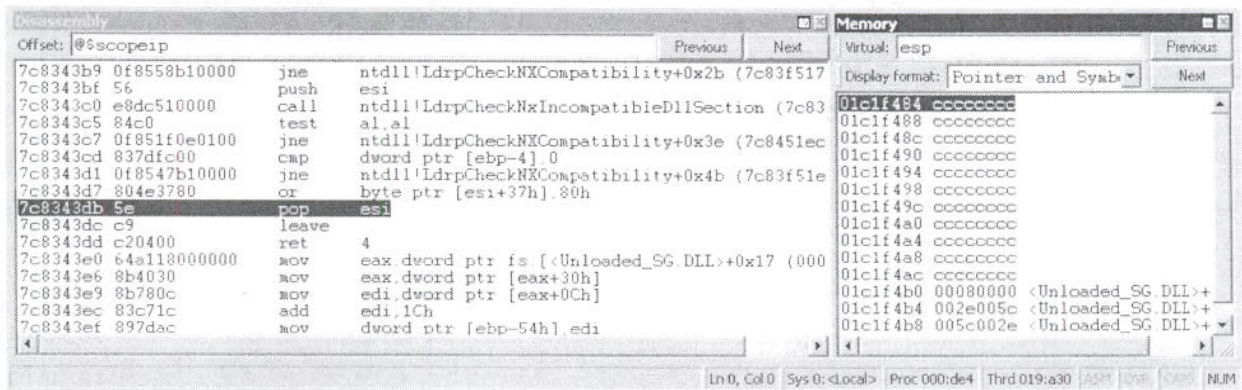 Disassembly
Offset: @$scopeip Previous Next
7c8343b9 0f8558b10000 jne ntdll!LdrpCheckNXCompatibility+0x2b (7c83f517
7c8343bf 56 push esi
7c8343c0 e8dc510000 call ntdll!LdrpCheckNxIncompatibleDllSection (7c83
7c8343c5 84c0 test al,al
7c8343c7 0f851f0e0100 jne ntdll!LdrpCheckNXCompatibility+0x3e (7c8451ec
7c8343cd 837dfc00 cmp dword ptr [ebp-4],0
7c8343d1 0f8547b10000 jne ntdll!LdrpCheckNXCompatibility+0x4b (7c83f51e
7c8343d7 804e3780 or byte ptr [esi+37h],80h
7c8343db 5e pop esi
7c8343dc c9 leave
7c8343dd c20400 ret 4
7c8343e0 64a118000000 mov eax,dword ptr fs:[<Unloaded_SG.DLL>+0x17 (000
7c8343e6 8b4030 mov eax,dword ptr [eax+30h]
7c8343e9 8b780c mov edi,dword ptr [eax+0Ch]
7c8343ec 83c71c add edi,1Ch
7c8343ef 897dac mov dword ptr [ebp-54h],edi
Memory
Virtual: esp Previous
Display format: Pointer and Symb Next
01c1f484 cccccccc
01c1f488 cccccccc
01c1f48c cccccccc
01c1f490 cccccccc
01c1f494 cccccccc
01c1f498 cccccccc
01c1f49c cccccccc
01c1f4a0 cccccccc
01c1f4a4 cccccccc
01c1f4a8 cccccccc
01c1f4ac cccccccc
01c1f4b0 00080000 <Unloaded_SG.DLL>+
01c1f4b4 002e005c <Unloaded_SG.DLL>+
01c1f4b8 005c002e <Unloaded_SG.DLL>+
Ln 0, Col 0 Sys 0:<Local> Proc 000:de4 Thrd 019:a30 ASM OVR CAPS NUM